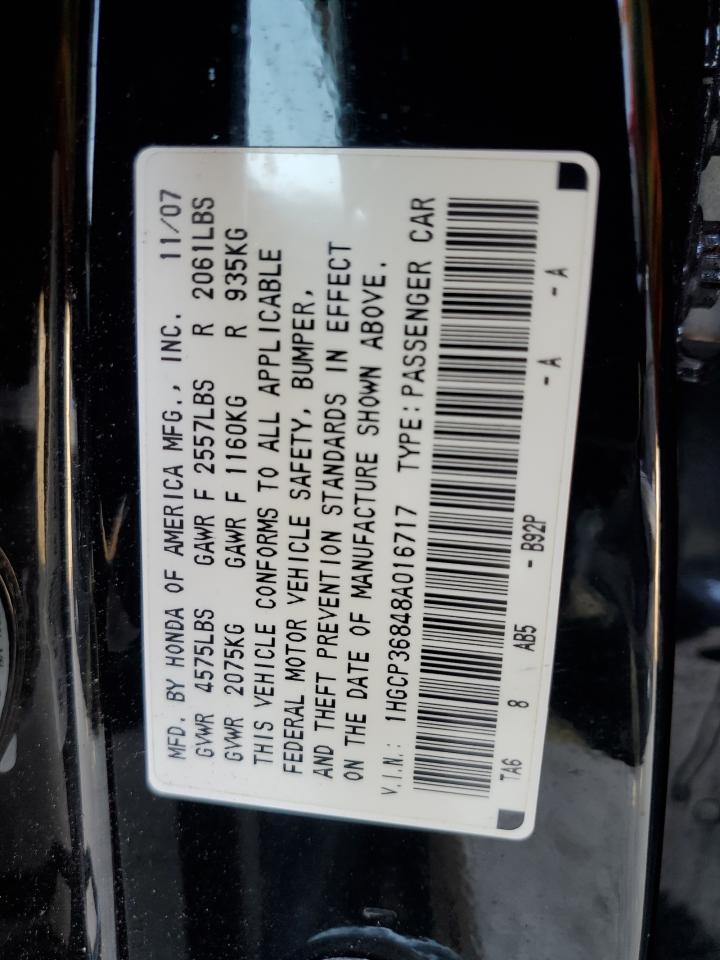 MFD. BY HONDA OF AMERICA MFG., INC. 11/07
GVWR 4575LBS GAWR F 2557LBS R 2061LBS
GVWR 2075KG GAWR F 1160KG R 935KG
THIS VEHICLE CONFORMS TO ALL APPLICABLE
FEDERAL MOTOR VEHICLE SAFETY, BUMPER,
AND THEFT PREVENTION STANDARDS IN EFFECT
ON THE DATE OF MANUFACTURE SHOWN ABOVE.
V.I.N.: 1HGCP36848A016717 TYPE: PASSENGER CAR
TA6 8 AB5 - B92P - A - A